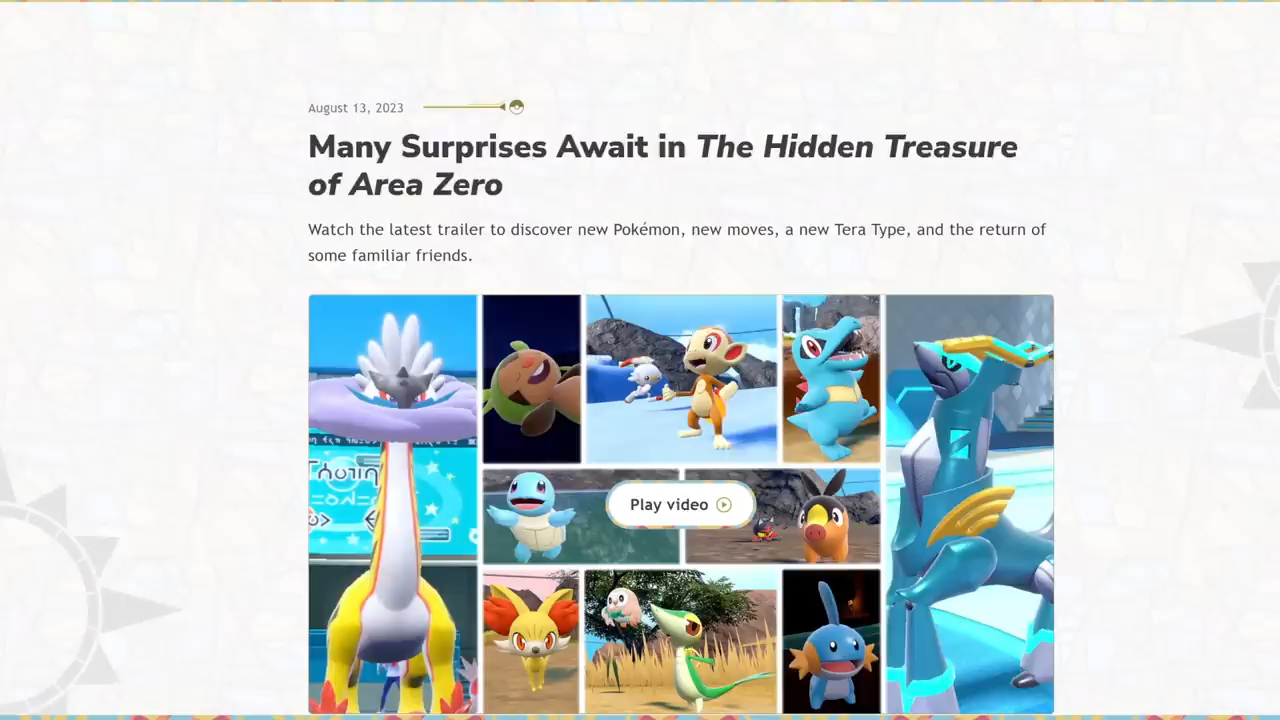 August 13, 2023
Many Surprises Await in The Hidden Treasure
of Area Zero
Watch the latest trailer to discover new Pokémon, new moves, a new Tera Type, and the return of
some familiar friends.
Play video